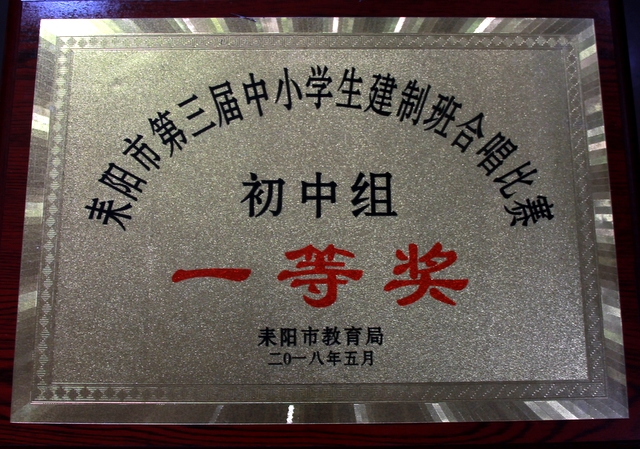 耒阳市第三届中小学生建制班合唱比赛
初中组
一等奖
耒阳市教育局
二〇一八年五月